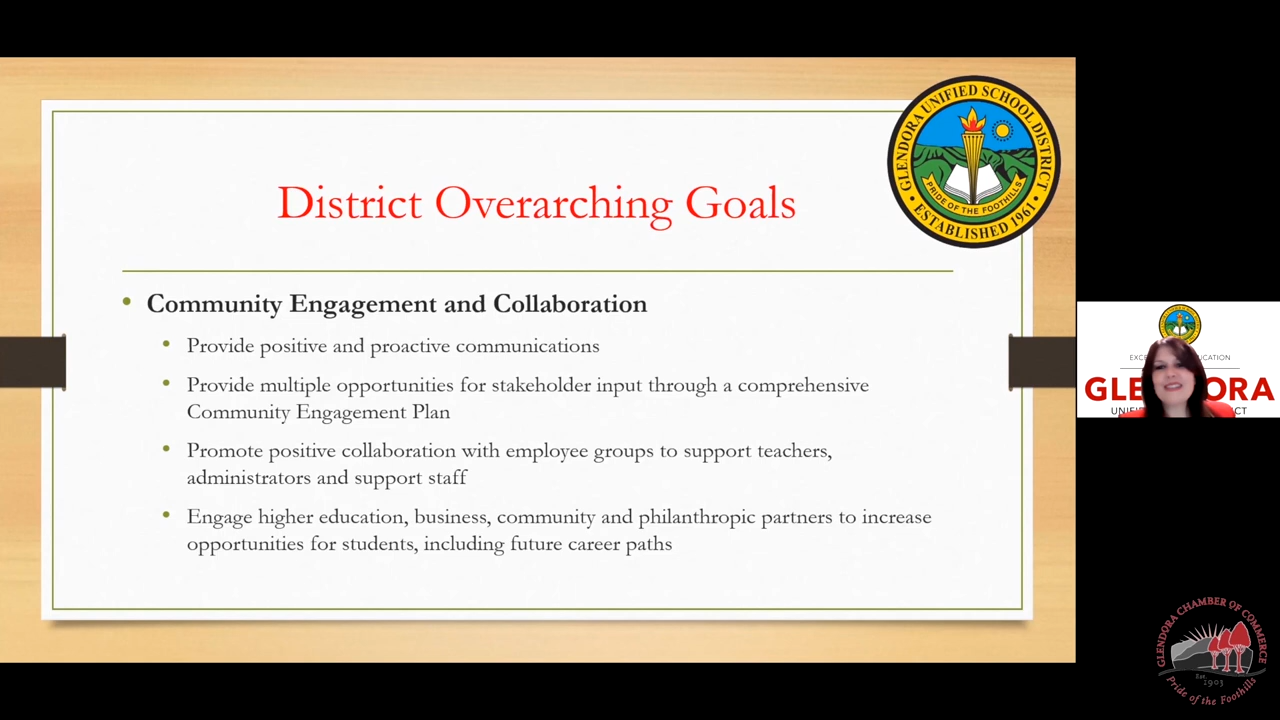 GLENDORA UNIFIED SCHOOL DISTRICT
PRIDE OF THE FOOTHILLS
• ESTABLISHED 1961 •
District Overarching Goals
• Community Engagement and Collaboration
• Provide positive and proactive communications
• Provide multiple opportunities for stakeholder input through a comprehensive
Community Engagement Plan
• Promote positive collaboration with employee groups to support teachers,
administrators and support staff
• Engage higher education, business, community and philanthropic partners to increase
opportunities for students, including future career paths
GLENDORA CHAMBER OF COMMERCE
Est.
1903
Pride of the Foothills